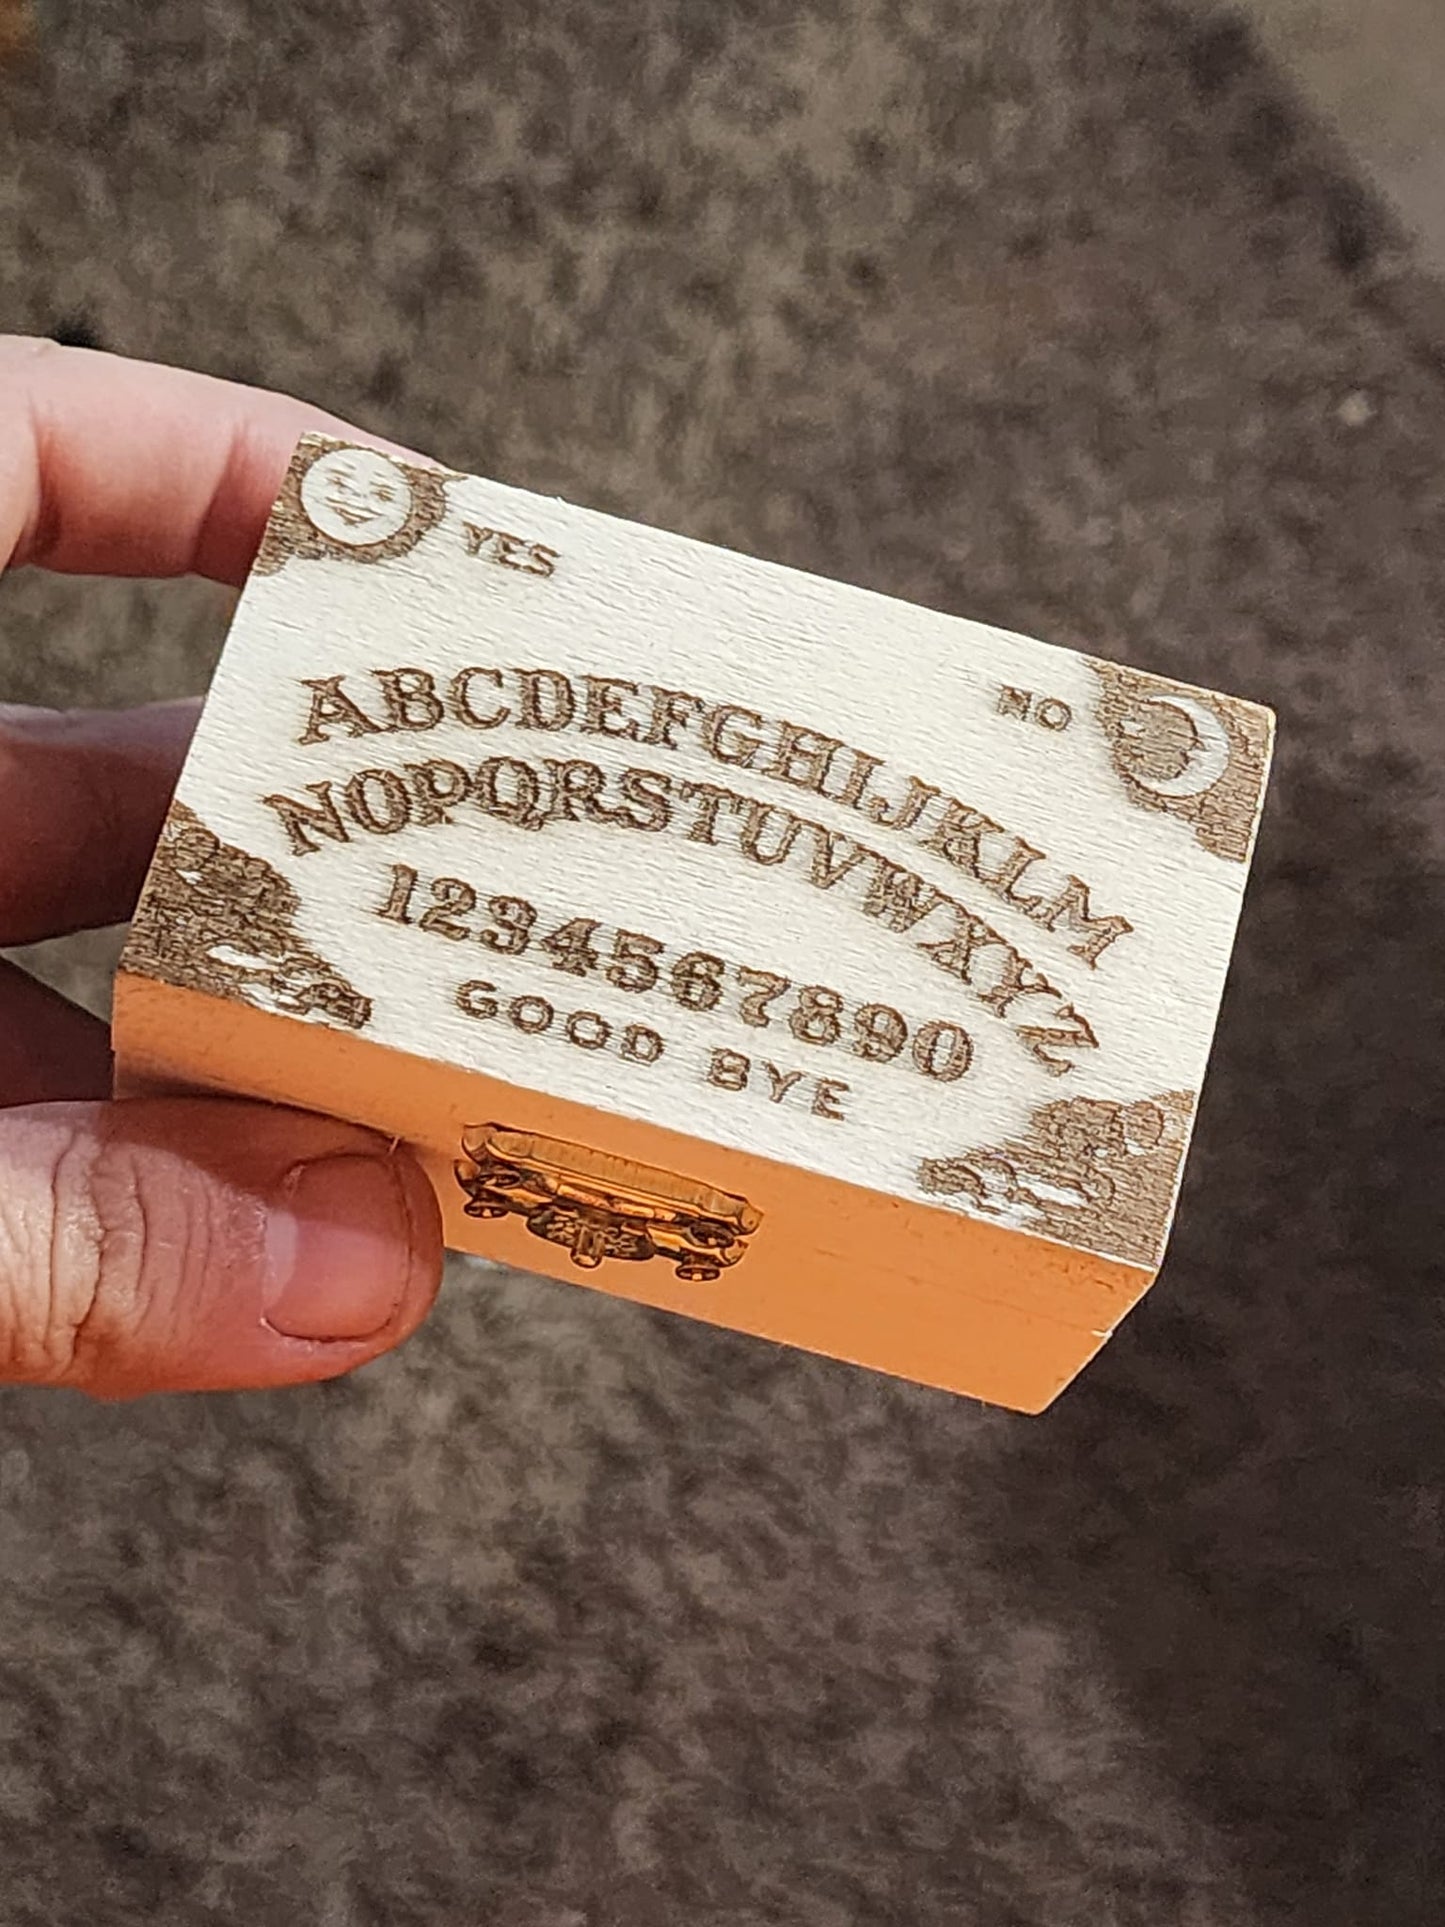 YES
NO
ABCDEFGHIJKLM
NOPQRSTUVWXYZ
1234567890
GOOD BYE